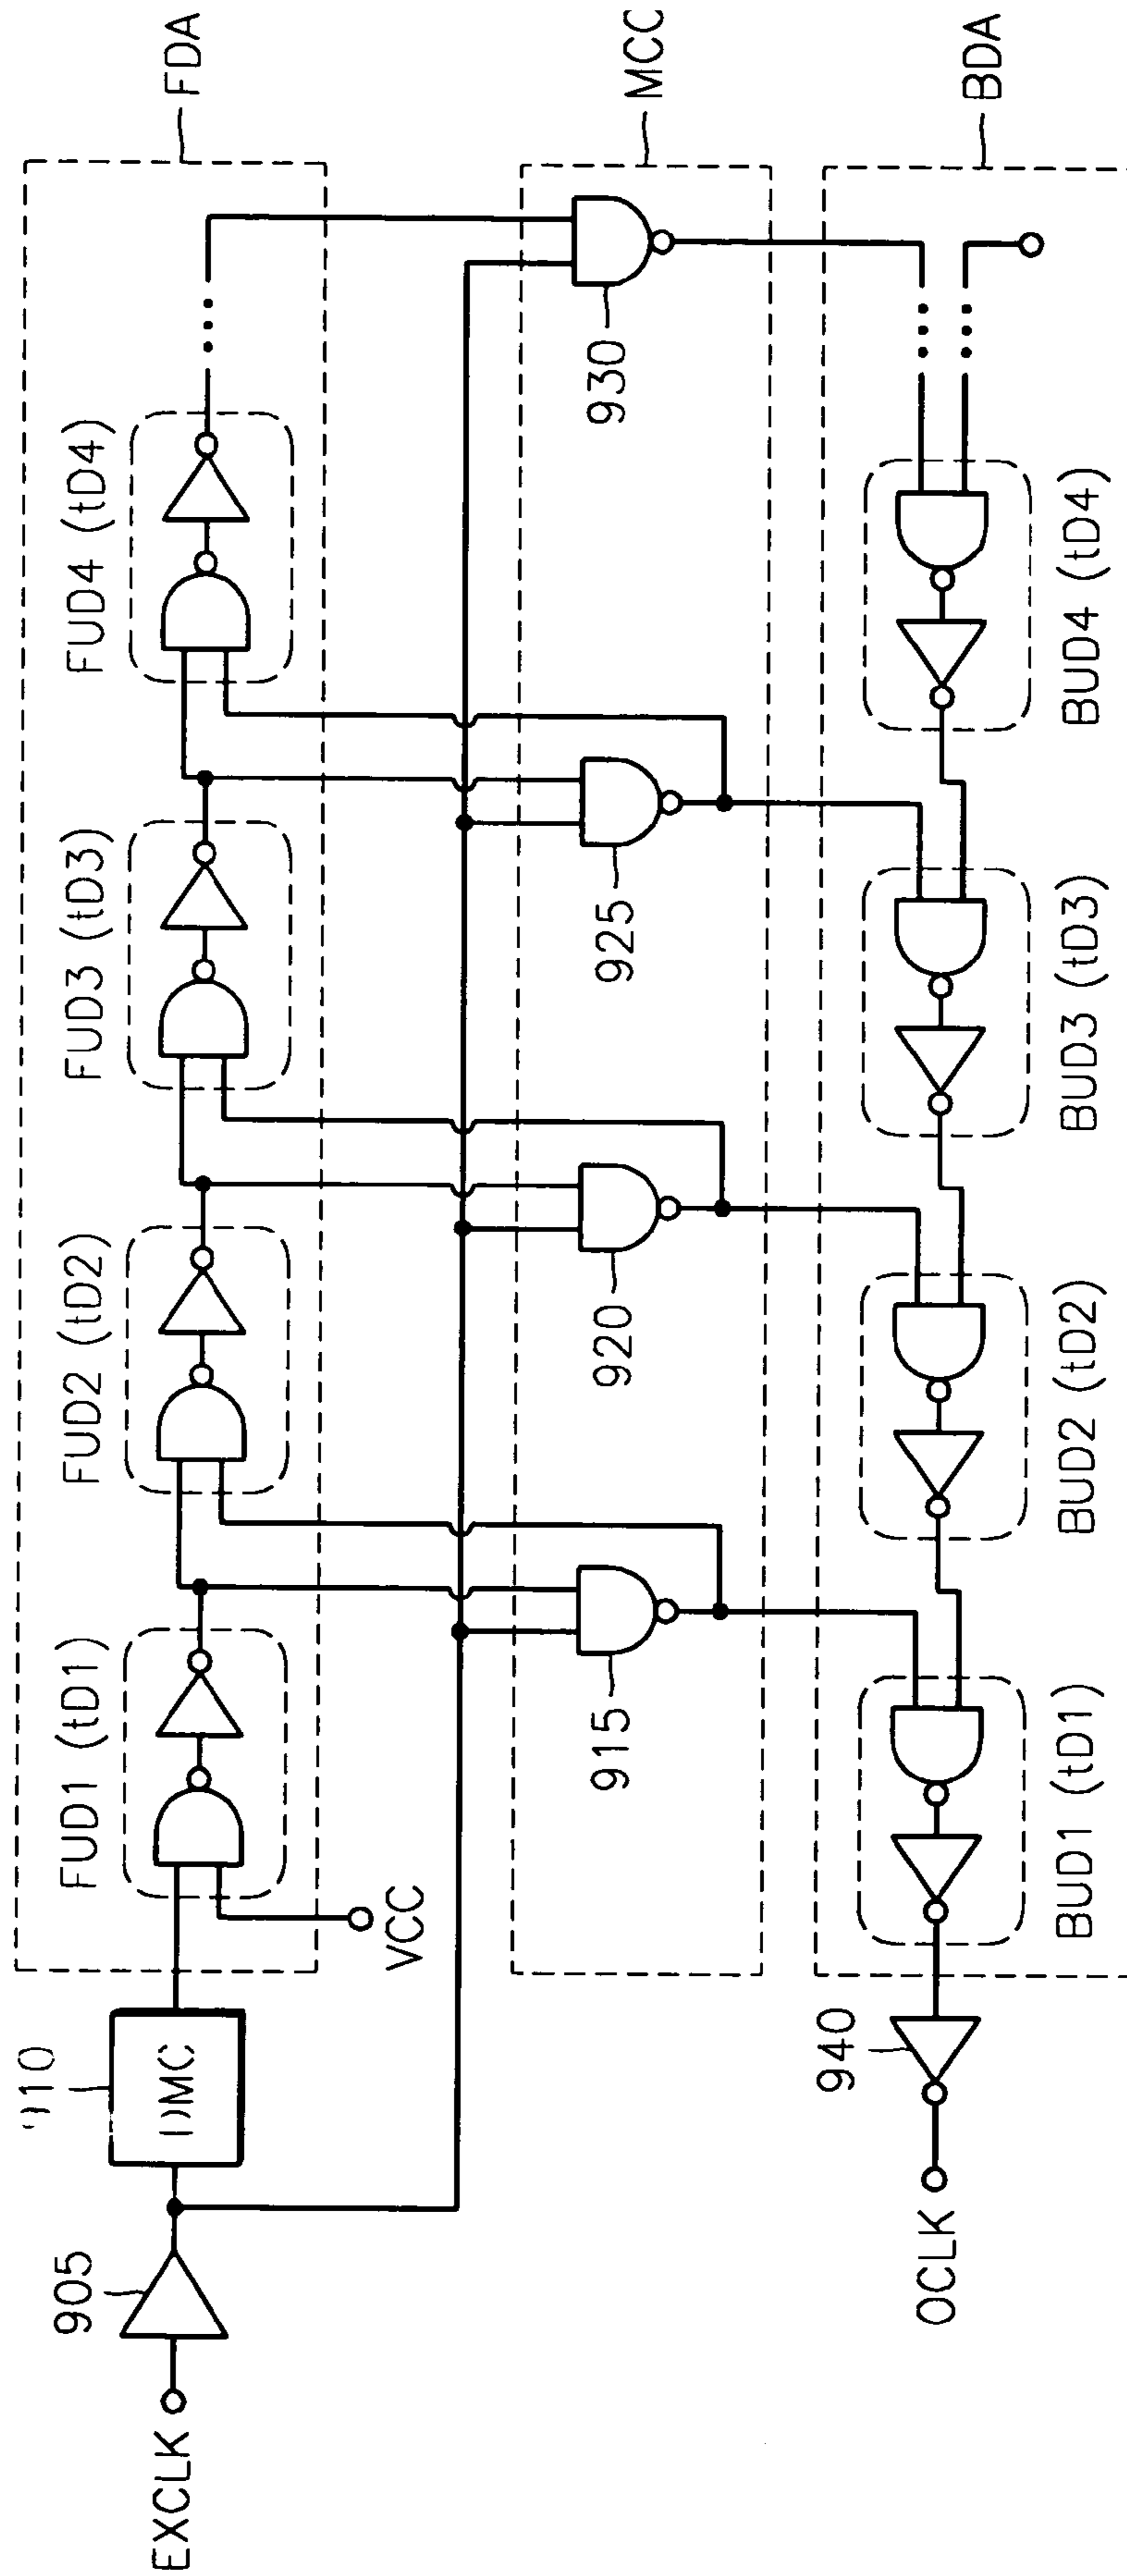 FDA
FUD1 (tD1)
FUD2 (tD2)
FUD3 (tD3)
FUD4 (tD4)
905
DMC
EXCLK
VCC
MCC
915
920
925
930
BDA
940
OCLK
BUD1 (tD1)
BUD2 (tD2)
BUD3 (tD3)
BUD4 (tD4)